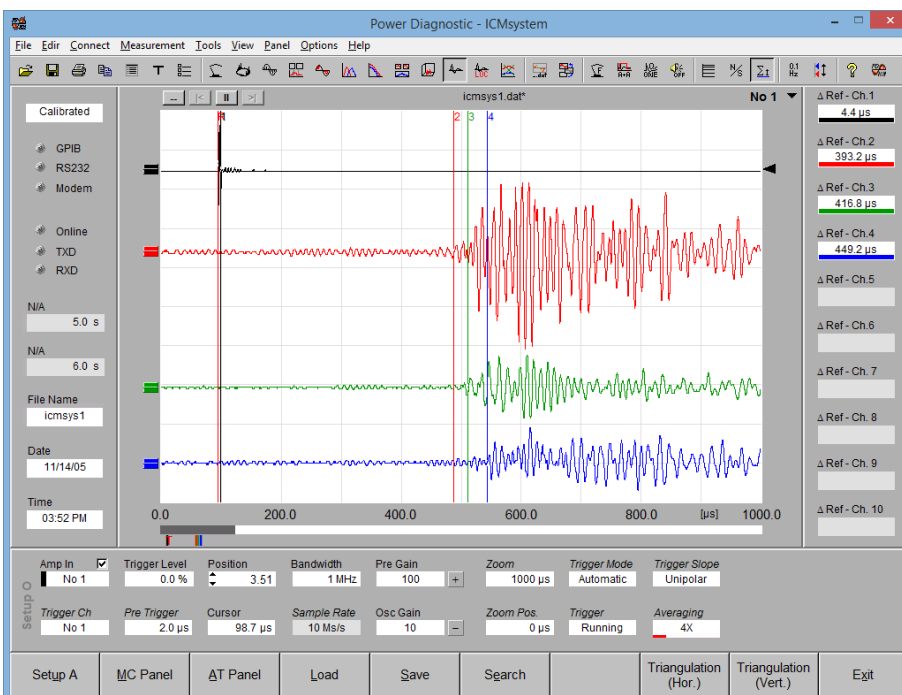 Power Diagnostic - ICMsystem
File Edit Connect Measurement Tools View Panel Options Help
Calibrated
GPIB
RS232
Modem
Online
TXD
RXD
N/A
5.0 s
N/A
6.0 s
File Name
icmsys1
Date
11/14/05
Time
03:52 PM
icmsys1.dat*
No 1
1
2
3
4
0.0 200.0 400.0 600.0 800.0 [µs] 1000.0
Δ Ref - Ch.1
4.4 µs
Δ Ref - Ch.2
393.2 µs
Δ Ref - Ch.3
416.8 µs
Δ Ref - Ch.4
449.2 µs
Δ Ref - Ch.5
Δ Ref - Ch.6
Δ Ref - Ch. 7
Δ Ref - Ch. 8
Δ Ref - Ch. 9
Δ Ref - Ch. 10
Setup O
Amp In Trigger Level Position Bandwidth Pre Gain Zoom Trigger Mode Trigger Slope
No 1 0.0 % 3.51 1 MHz 100 + 1000 µs Automatic Unipolar
Trigger Ch Pre Trigger Cursor Sample Rate Osc Gain Zoom Pos. Trigger Averaging
No 1 2.0 µs 98.7 µs 10 Ms/s 10 − 0 µs Running 4X
Setup A MC Panel AT Panel Load Save Search Triangulation (Hor.) Triangulation (Vert.) Exit